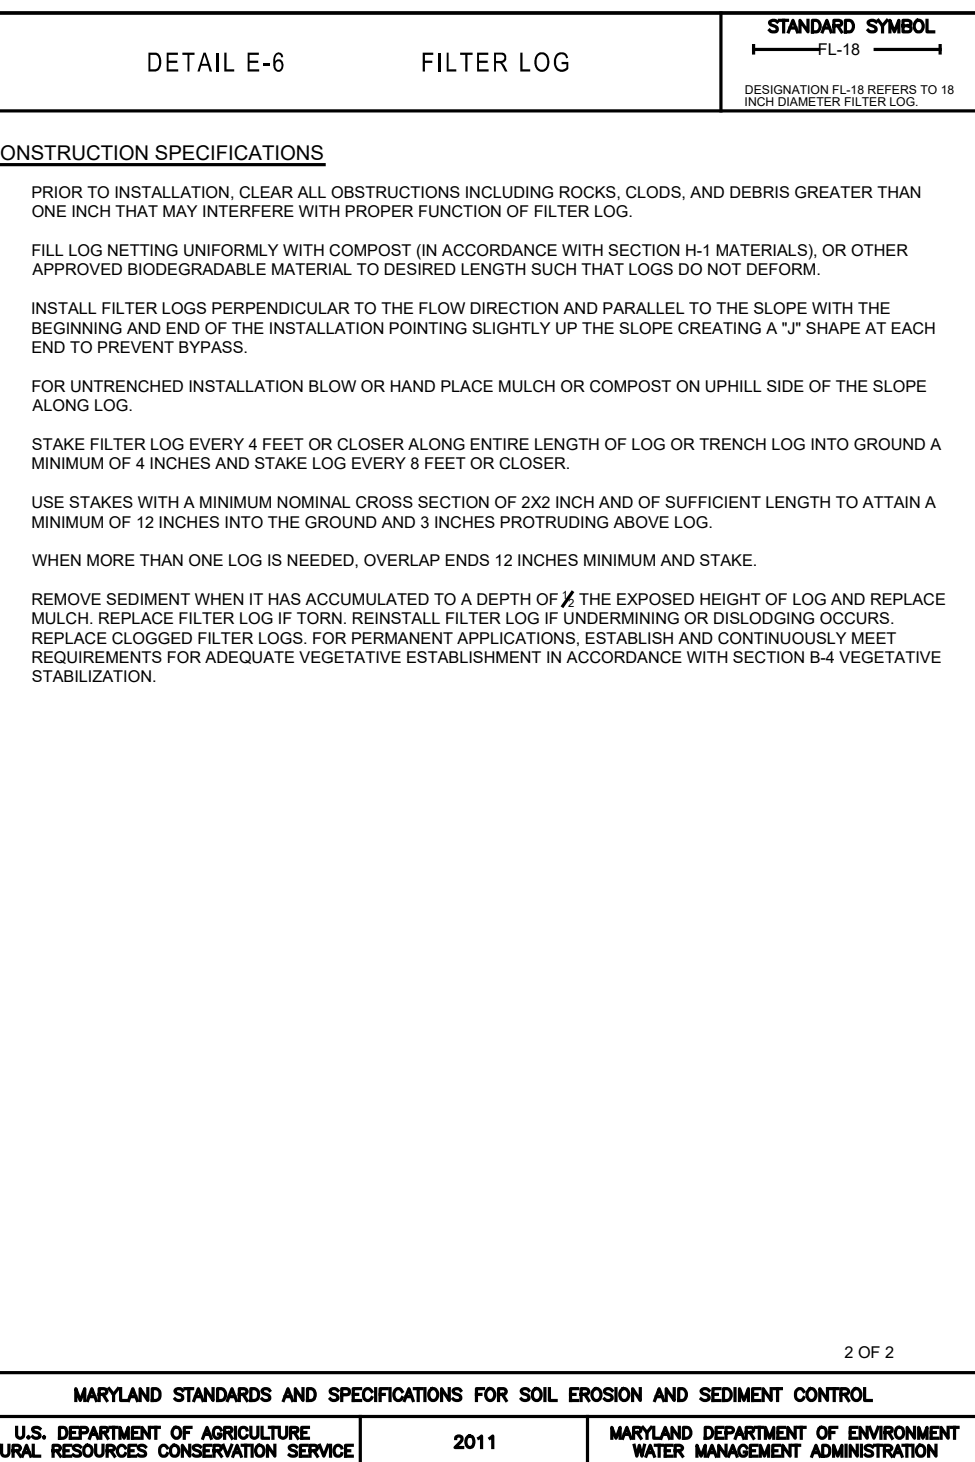 STANDARD SYMBOL
DETAIL E-6 FILTER LOG
FL-18
DESIGNATION FL-18 REFERS TO 18
INCH DIAMETER FILTER LOG.
ONSTRUCTION SPECIFICATIONS
PRIOR TO INSTALLATION, CLEAR ALL OBSTRUCTIONS INCLUDING ROCKS, CLODS, AND DEBRIS GREATER THAN
ONE INCH THAT MAY INTERFERE WITH PROPER FUNCTION OF FILTER LOG.
FILL LOG NETTING UNIFORMLY WITH COMPOST (IN ACCORDANCE WITH SECTION H-1 MATERIALS), OR OTHER
APPROVED BIODEGRADABLE MATERIAL TO DESIRED LENGTH SUCH THAT LOGS DO NOT DEFORM.
INSTALL FILTER LOGS PERPENDICULAR TO THE FLOW DIRECTION AND PARALLEL TO THE SLOPE WITH THE
BEGINNING AND END OF THE INSTALLATION POINTING SLIGHTLY UP THE SLOPE CREATING A "J" SHAPE AT EACH
END TO PREVENT BYPASS.
FOR UNTRENCHED INSTALLATION BLOW OR HAND PLACE MULCH OR COMPOST ON UPHILL SIDE OF THE SLOPE
ALONG LOG.
STAKE FILTER LOG EVERY 4 FEET OR CLOSER ALONG ENTIRE LENGTH OF LOG OR TRENCH LOG INTO GROUND A
MINIMUM OF 4 INCHES AND STAKE LOG EVERY 8 FEET OR CLOSER.
USE STAKES WITH A MINIMUM NOMINAL CROSS SECTION OF 2X2 INCH AND OF SUFFICIENT LENGTH TO ATTAIN A
MINIMUM OF 12 INCHES INTO THE GROUND AND 3 INCHES PROTRUDING ABOVE LOG.
WHEN MORE THAN ONE LOG IS NEEDED, OVERLAP ENDS 12 INCHES MINIMUM AND STAKE.
REMOVE SEDIMENT WHEN IT HAS ACCUMULATED TO A DEPTH OF 1/2 THE EXPOSED HEIGHT OF LOG AND REPLACE
MULCH. REPLACE FILTER LOG IF TORN. REINSTALL FILTER LOG IF UNDERMINING OR DISLODGING OCCURS.
REPLACE CLOGGED FILTER LOGS. FOR PERMANENT APPLICATIONS, ESTABLISH AND CONTINUOUSLY MEET
REQUIREMENTS FOR ADEQUATE VEGETATIVE ESTABLISHMENT IN ACCORDANCE WITH SECTION B-4 VEGETATIVE
STABILIZATION.
2 OF 2
MARYLAND STANDARDS AND SPECIFICATIONS FOR SOIL EROSION AND SEDIMENT CONTROL
U.S. DEPARTMENT OF AGRICULTURE
URAL RESOURCES CONSERVATION SERVICE
2011
MARYLAND DEPARTMENT OF ENVIRONMENT
WATER MANAGEMENT ADMINISTRATION